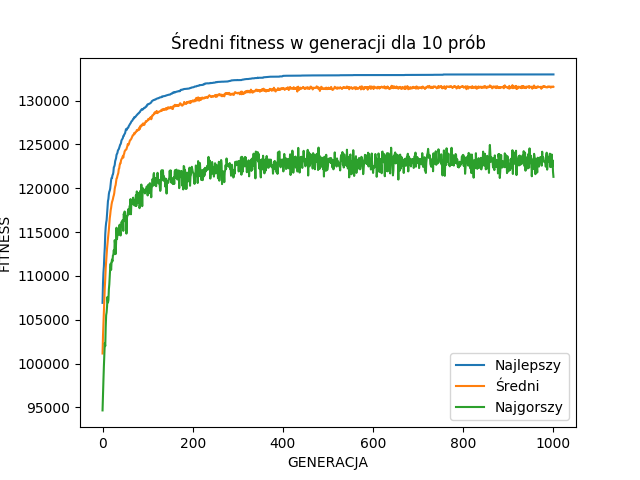 Średni fitness w generacji dla 10 prób
FITNESS
130000
125000
120000
115000
110000
105000
100000
95000
0
200
400
600
800
1000
GENERACJA
Najlepszy
Średni
Najgorszy